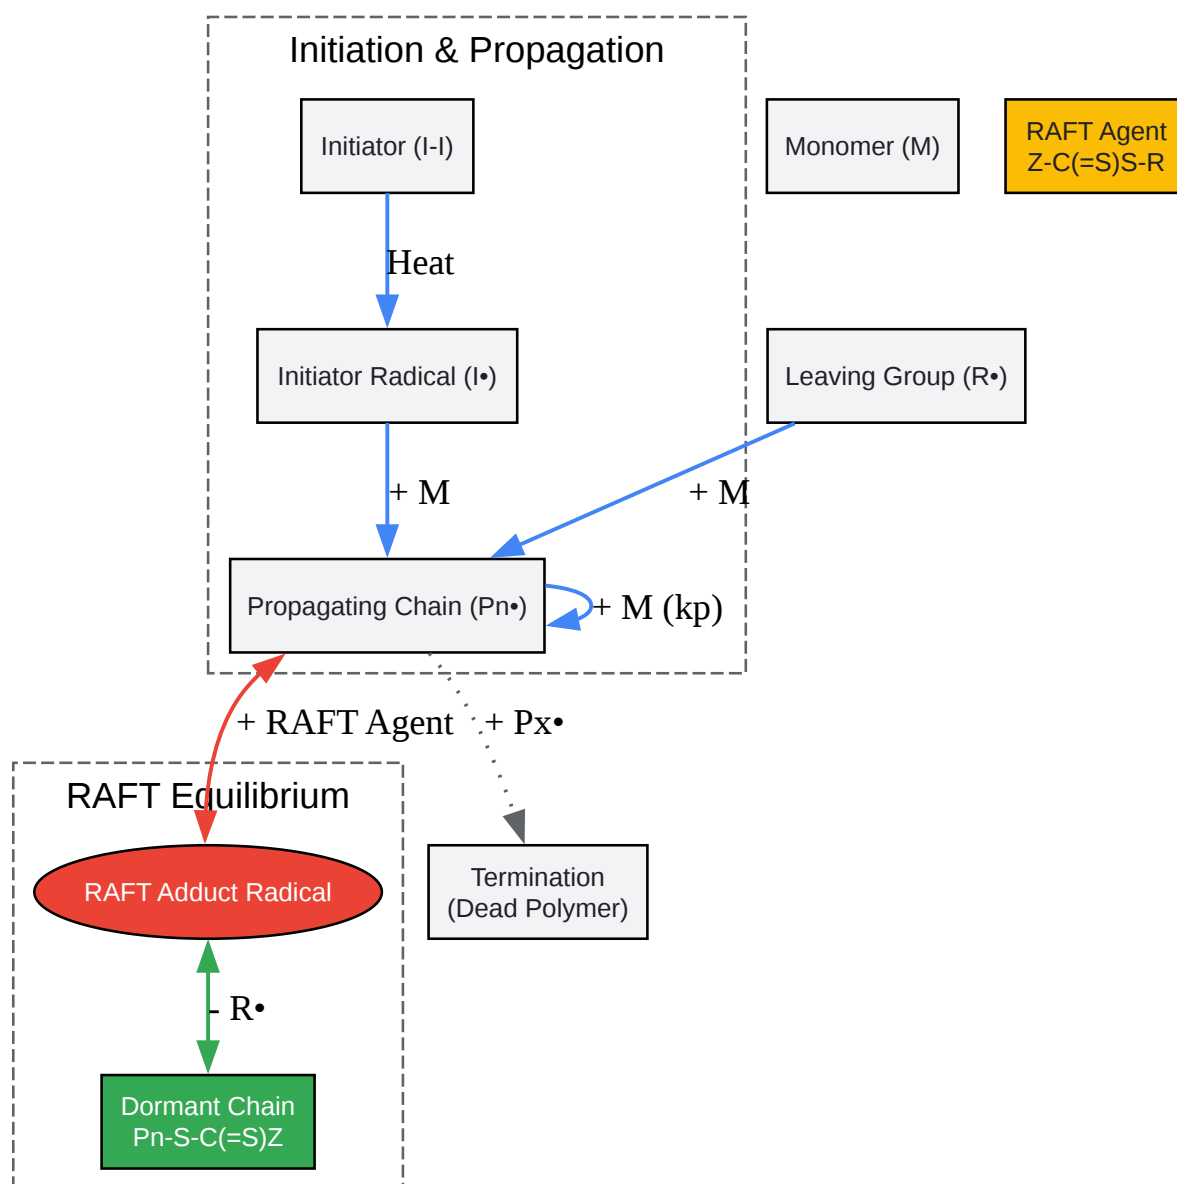 Initiation & Propagation
Initiator (I-I)
Monomer (M)
RAFT Agent
Z-C(=S)S-R
Heat
Initiator Radical (I•)
Leaving Group (R•)
+ M
+ M
Propagating Chain (Pn•)
+ M (kp)
+ RAFT Agent
+ Px•
RAFT Equilibrium
RAFT Adduct Radical
Termination
(Dead Polymer)
- R•
Dormant Chain
Pn-S-C(=S)Z